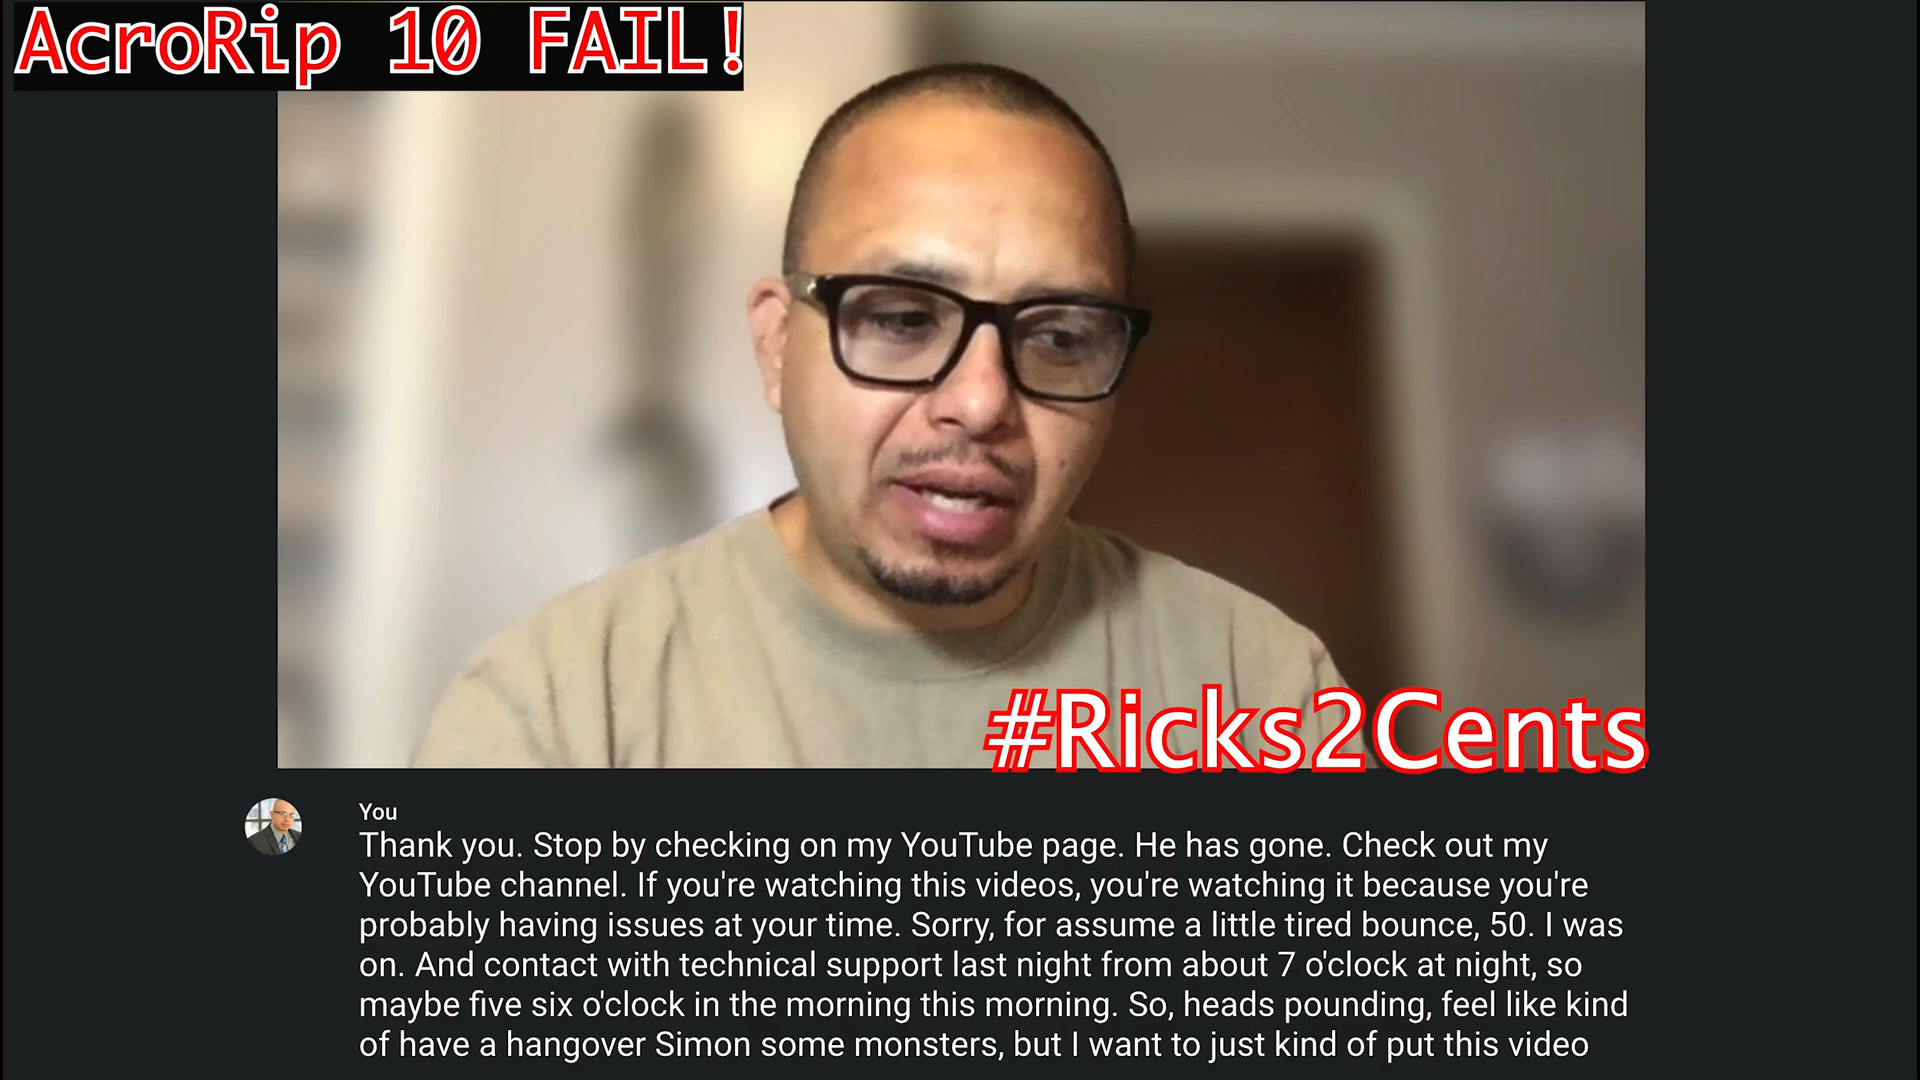 AcroRip 10 FAIL!
#Ricks2Cents
You
Thank you. Stop by checking on my YouTube page. He has gone. Check out my
YouTube channel. If you're watching this videos, you're watching it because you're
probably having issues at your time. Sorry, for assume a little tired bounce, 50. I was
on. And contact with technical support last night from about 7 o'clock at night, so
maybe five six o'clock in the morning this morning. So, heads pounding, feel like kind
of have a hangover Simon some monsters, but I want to just kind of put this video